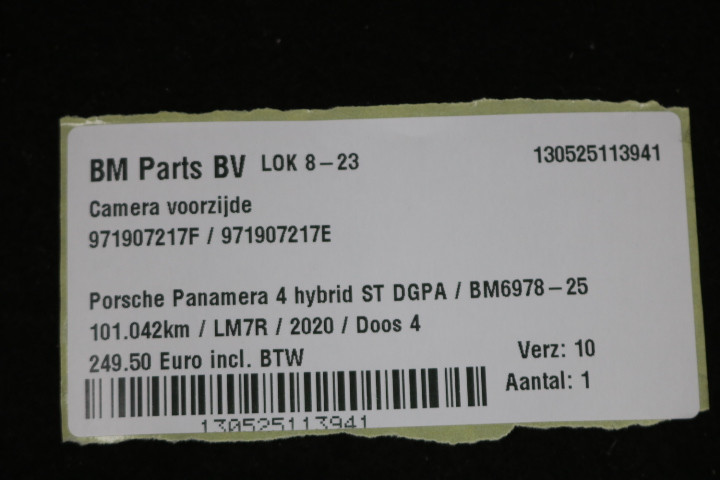 BM Parts BV LOK 8-23 130525113941
Camera voorzijde
971907217F / 971907217E
Porsche Panamera 4 hybrid ST DGPA / BM6978-25
101.042km / LM7R / 2020 / Doos 4
249.50 Euro incl. BTW
Verz: 10
Aantal: 1
130525113941